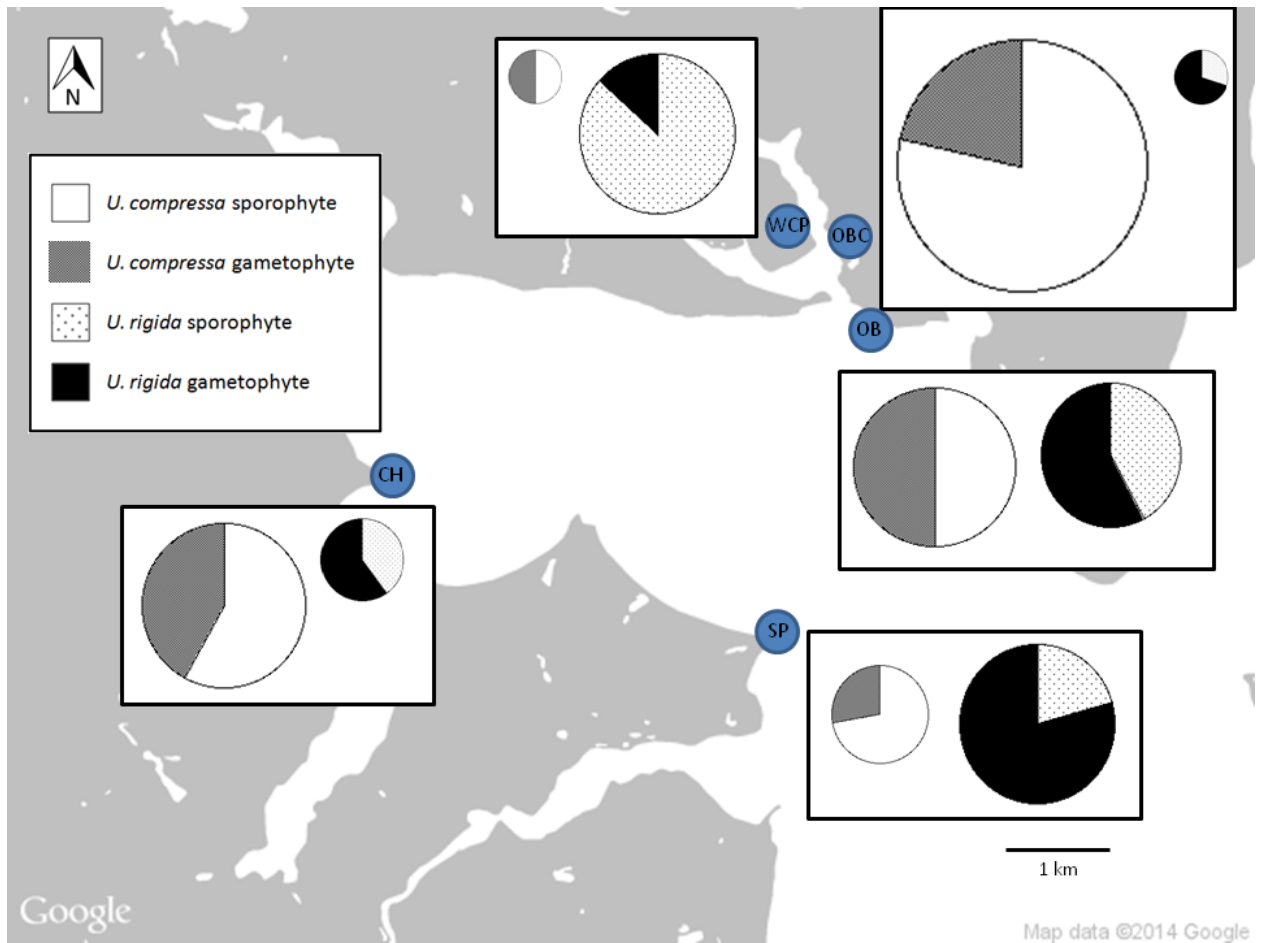 N
U. compressa sporophyte
U. compressa gametophyte
U. rigida sporophyte
U. rigida gametophyte
WCP
OBC
OB
CH
SP
1 km
Google
Map data ©2014 Google